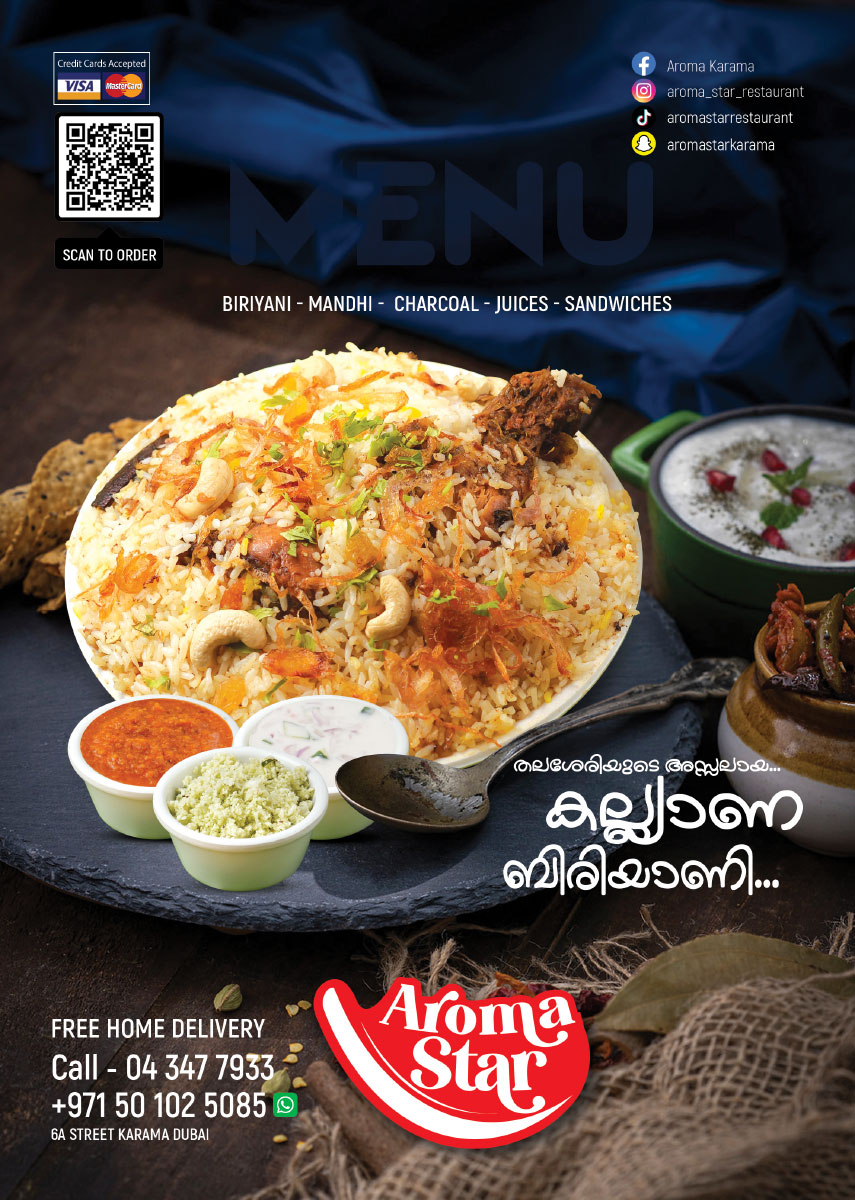 Credit Cards Accepted
VISA MasterCard
SCAN TO ORDER
Aroma Karama
aroma_star_restaurant
aromastarrestaurant
aromastarkarama
MENU
BIRIYANI - MANDHI - CHARCOAL - JUICES - SANDWICHES
തലശേരിയുടെ അസ്സലായ...
കല്ല്യാണ
ബിരിയാണി...
Aroma
Star
FREE HOME DELIVERY
Call - 04 347 7933
+971 50 102 5085
6A STREET KARAMA DUBAI